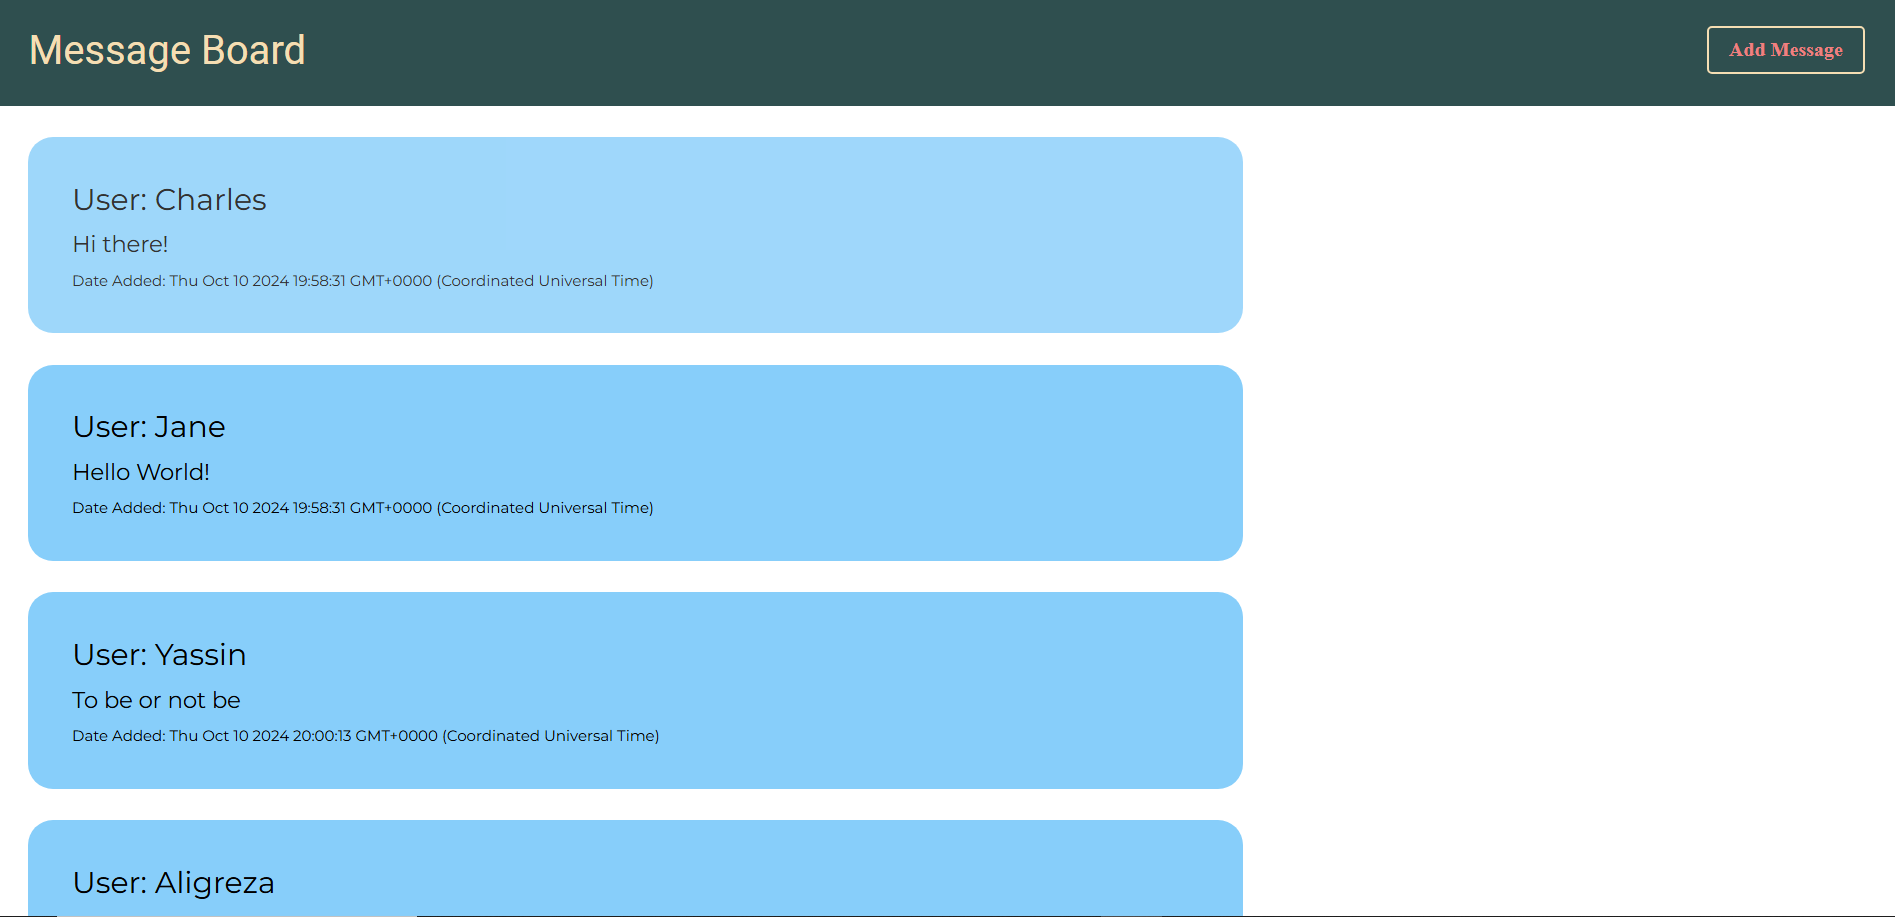 Message Board
Add Message
User: Charles
Hi there!
Date Added: Thu Oct 10 2024 19:58:31 GMT+0000 (Coordinated Universal Time)
User: Jane
Hello World!
Date Added: Thu Oct 10 2024 19:58:31 GMT+0000 (Coordinated Universal Time)
User: Yassin
To be or not be
Date Added: Thu Oct 10 2024 20:00:13 GMT+0000 (Coordinated Universal Time)
User: Aligreza